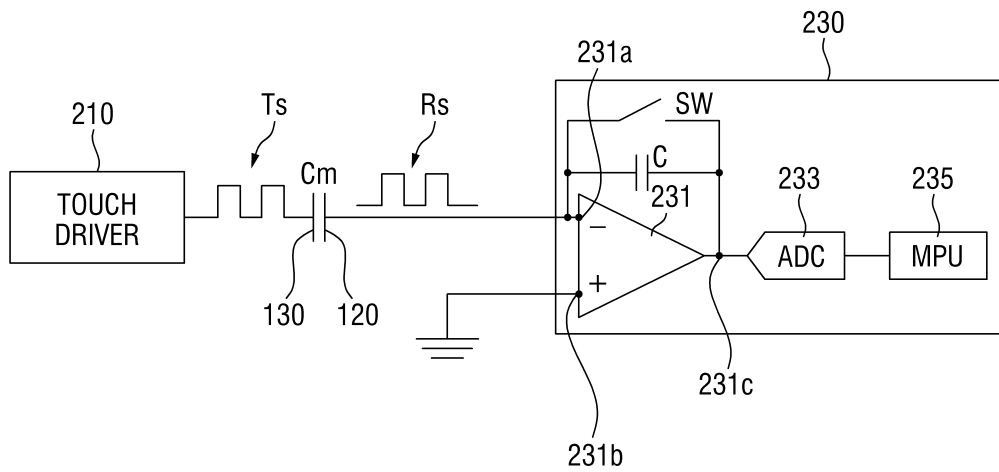 230
231a
210
Ts
Rs
SW
Cm
C
231
233
235
TOUCH
DRIVER
−
ADC
MPU
+
130
120
231c
231b